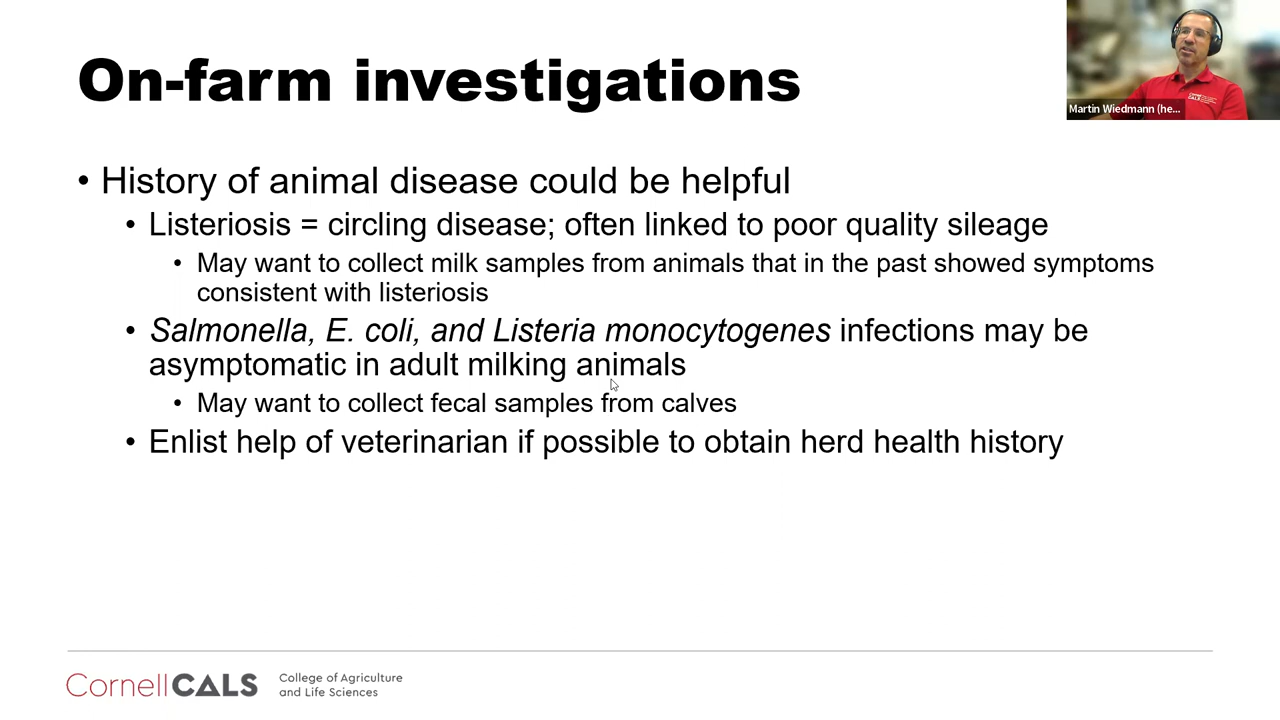 On-farm investigations
Martin Wiedmann (he...
• History of animal disease could be helpful
• Listeriosis = circling disease; often linked to poor quality sileage
• May want to collect milk samples from animals that in the past showed symptoms
consistent with listeriosis
• Salmonella, E. coli, and Listeria monocytogenes infections may be
asymptomatic in adult milking animals
• May want to collect fecal samples from calves
• Enlist help of veterinarian if possible to obtain herd health history
CornellCALS
College of Agriculture
and Life Sciences